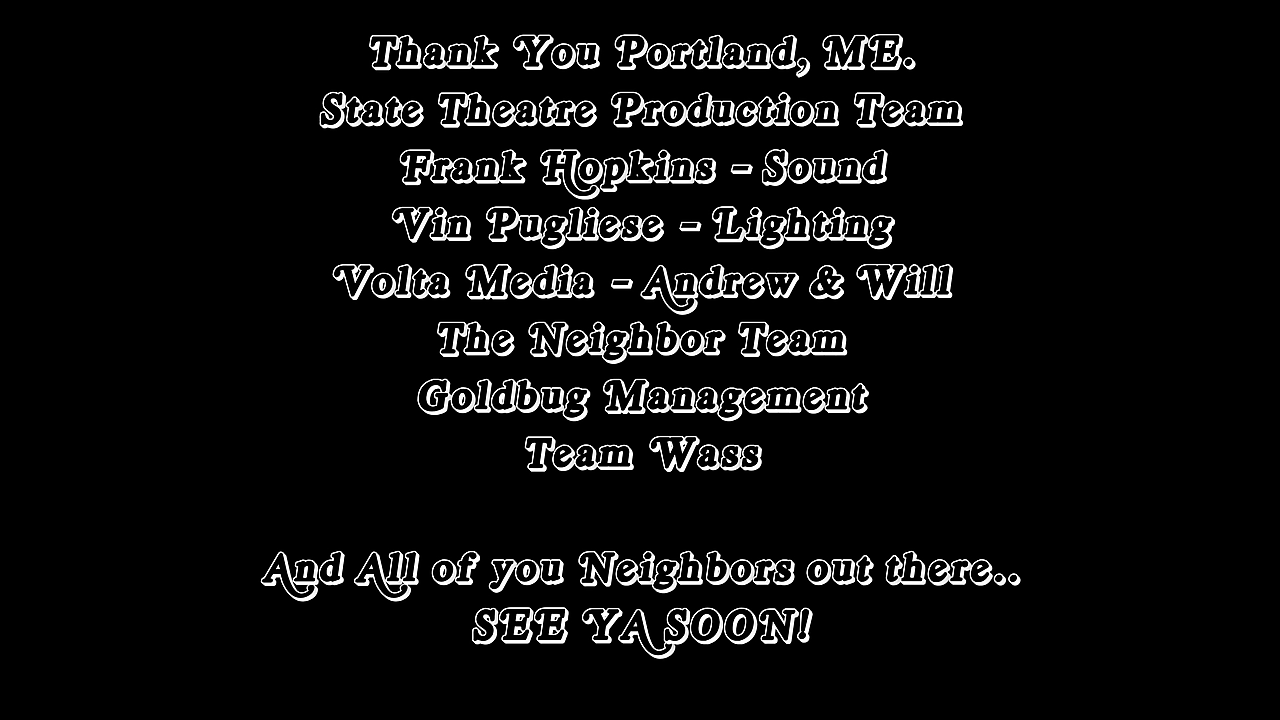 Thank You Portland, ME.
State Theatre Production Team
Frank Hopkins - Sound
Vin Pugliese - Lighting
Volta Media - Andrew & Will
The Neighbor Team
Goldbug Management
Team Wass
And All of you Neighbors out there..
SEE YA SOON!